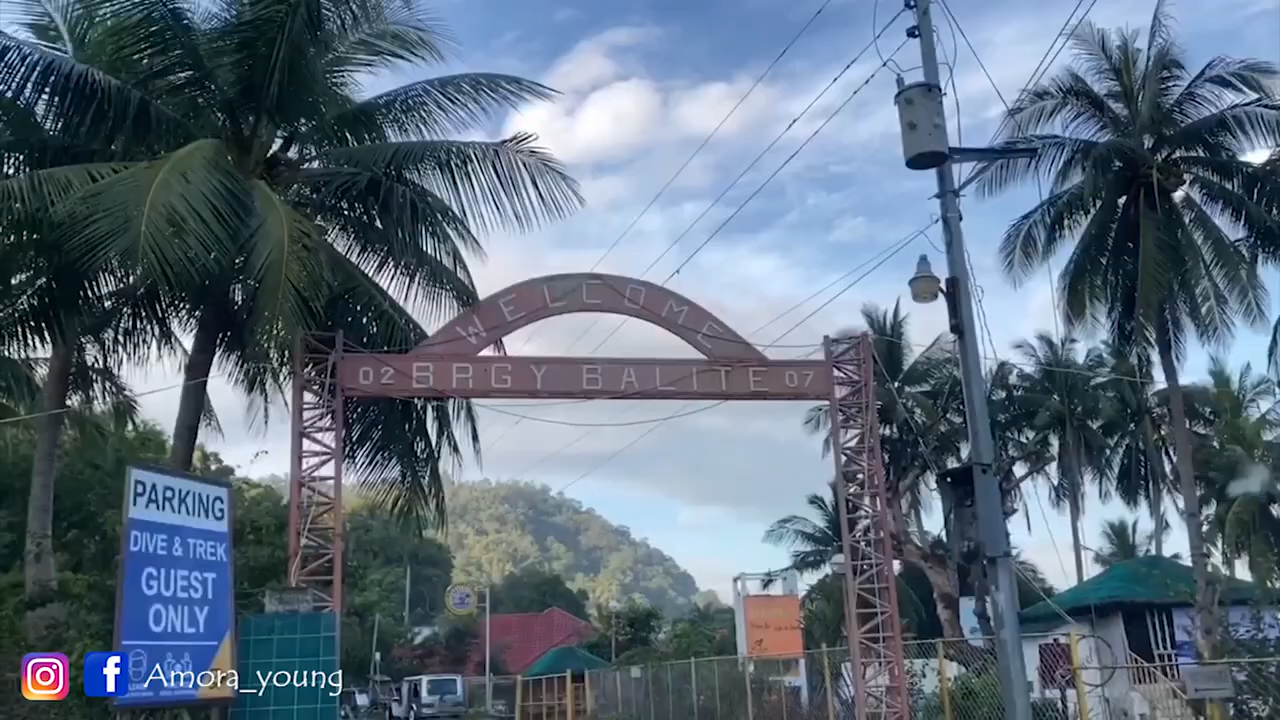 WELCOME
02 BRGY BALITE 07
PARKING
DIVE & TREK
GUEST
ONLY
Amora_young